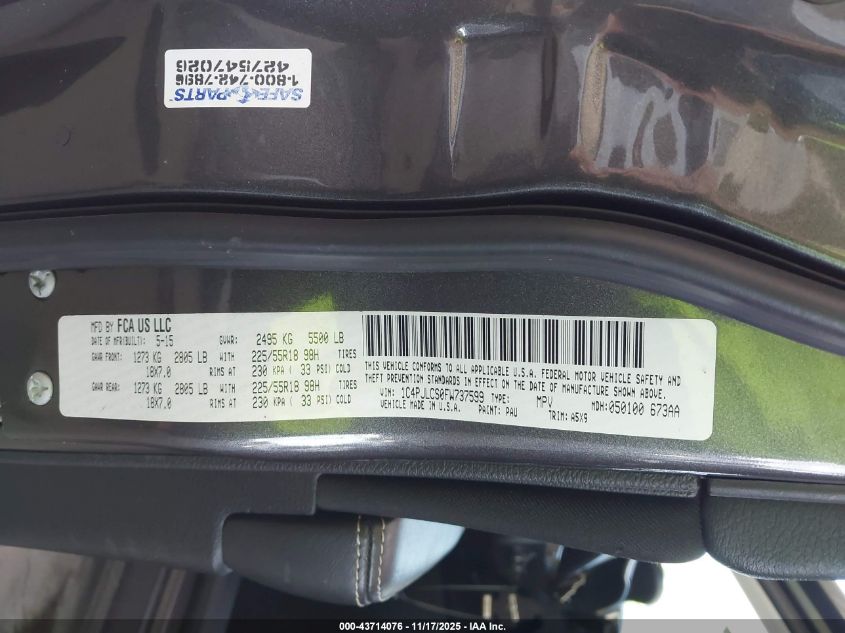 SAFE PARTS
1-800-742-7896
427547026
MFD BY FCA US LLC
DATE OF MFR(BUILT): 5-15 GVWR: 2495 KG 5500 LB
GAWR FRONT: 1273 KG 2805 LB WITH 225/55R18 98H TIRES
18X7.0 RIMS AT 230 KPA ( 33 PSI) COLD
GAWR REAR: 1273 KG 2805 LB WITH 225/55R18 98H TIRES
18X7.0 RIMS AT 230 KPA ( 33 PSI) COLD
THIS VEHICLE CONFORMS TO ALL APPLICABLE U.S.A. FEDERAL MOTOR VEHICLE SAFETY AND
THEFT PREVENTION STANDARDS IN EFFECT ON THE DATE OF MANUFACTURE SHOWN ABOVE.
VIN: 1C4PJLCS0FW737599 TYPE: MPV MDH: 050100 673AA
VEHICLE MADE IN U.S.A. PAINT: PAU TRIM: A5X9
000-43714076 - 11/17/2025 - IAA Inc.